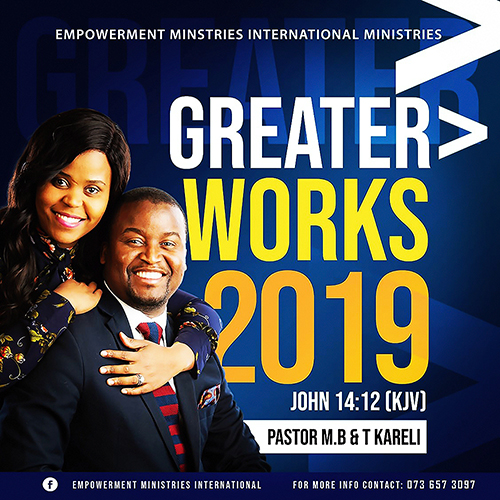 EMPOWERMENT MINSTRIES INTERNATIONAL MINISTRIES
GREATER
GREATER
WORKS
2019
JOHN 14:12 (KJV)
PASTOR M.B & T KARELI
f EMPOWERMENT MINISTRIES INTERNATIONAL FOR MORE INFO CONTACT: 073 657 3097